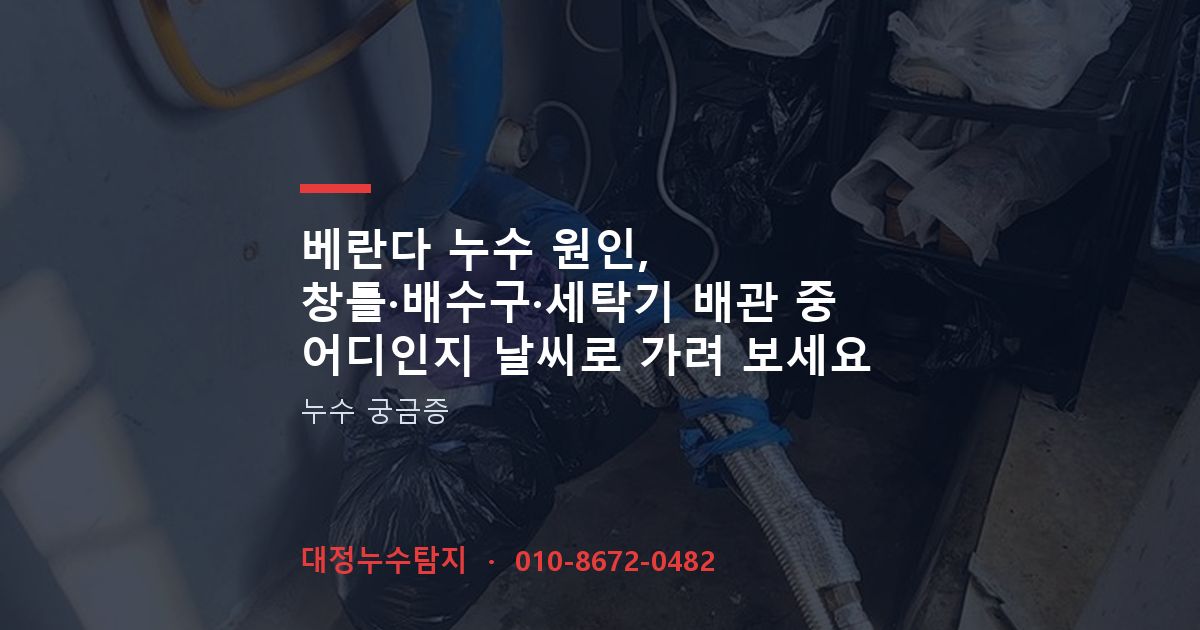 베란다 누수 원인,
창틀·배수구·세탁기 배관 중
어디인지 날씨로 가려 보세요
누수 궁금증
대정누수탐지 · 010-8672-0482